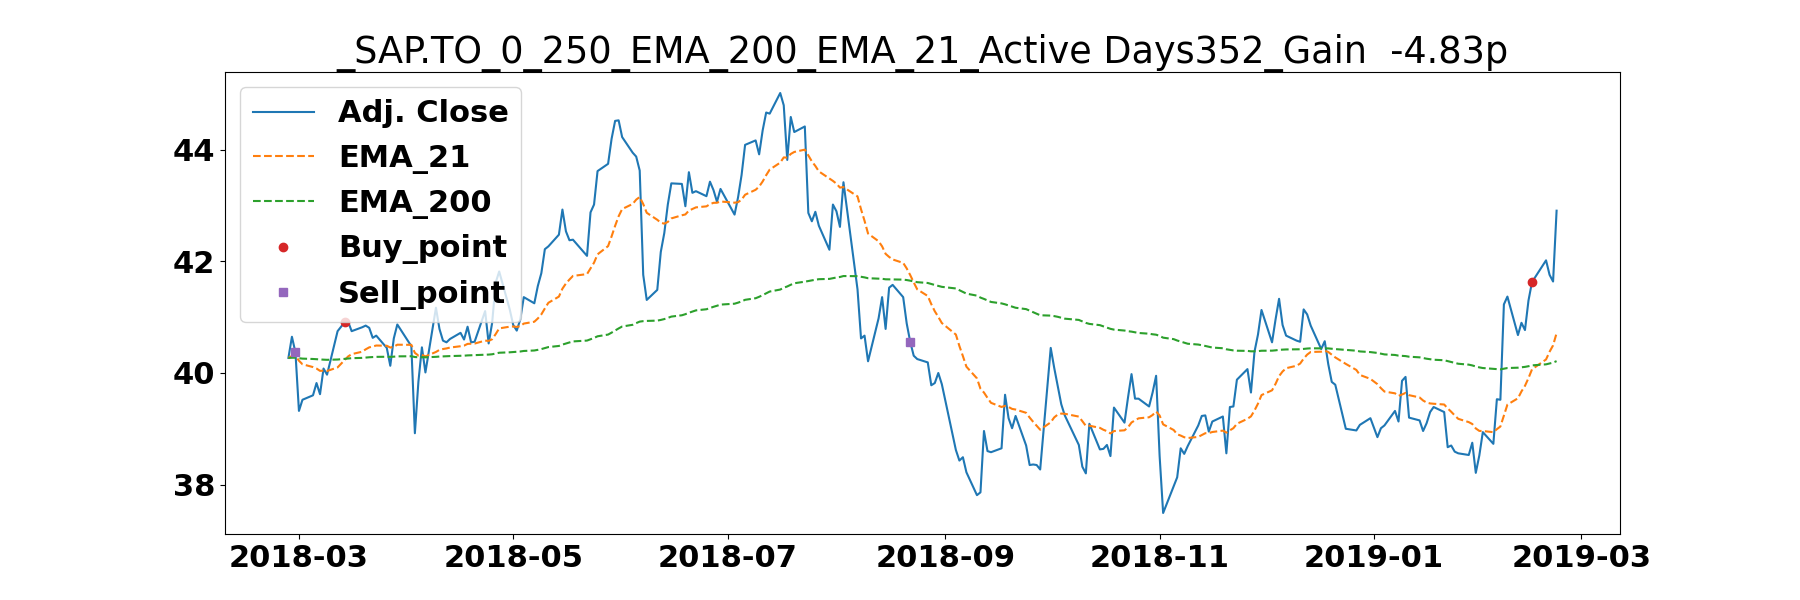 _SAP.TO_0_250_EMA_200_EMA_21_Active Days352_Gain  -4.83p
Adj. Close
EMA_21
EMA_200
Buy_point
Sell_point
44
42
40
38
2018-03 2018-05 2018-07 2018-09 2018-11 2019-01 2019-03